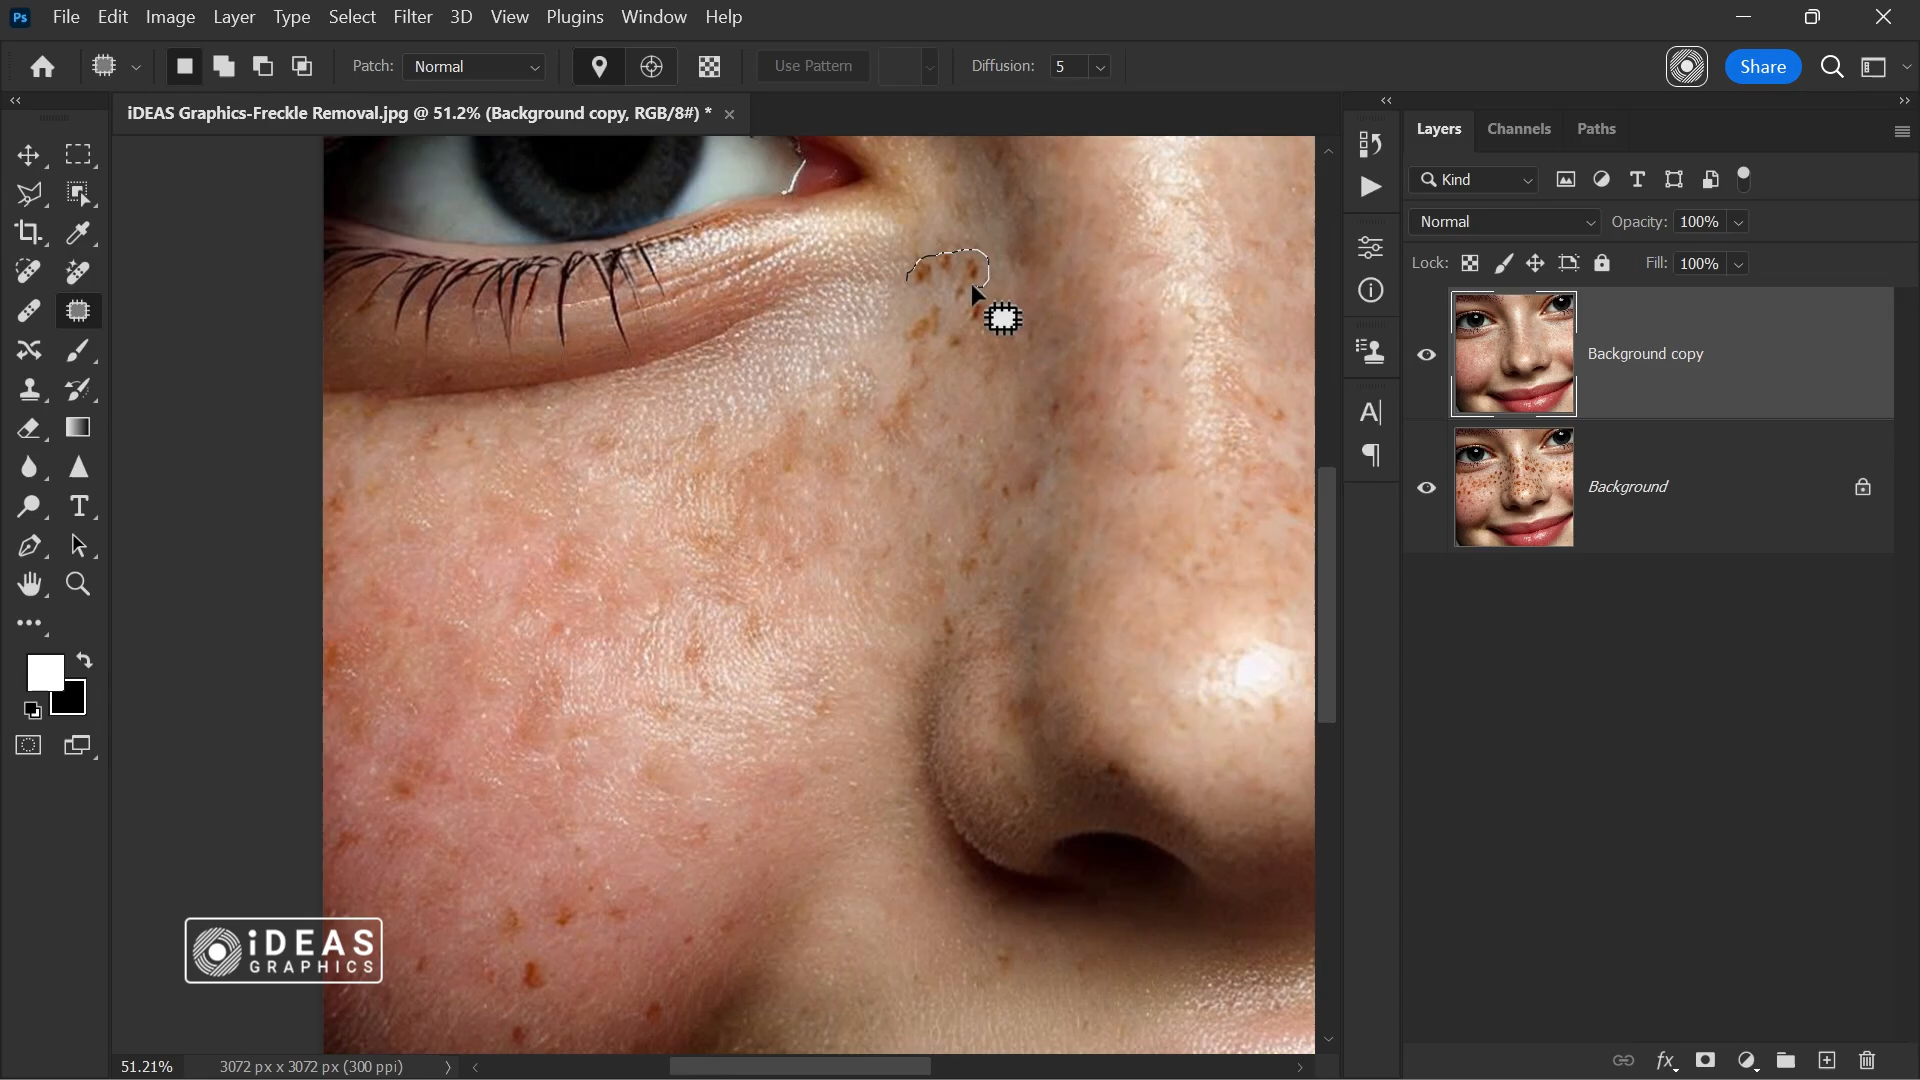 Ps File Edit Image Layer Type Select Filter 3D View Plugins Window Help
Patch: Normal Use Pattern Diffusion: 5 Share
iDEAS Graphics-Freckle Removal.jpg @ 51.2% (Background copy, RGB/8#) *
Layers Channels Paths
Kind
Normal Opacity: 100%
Lock: Fill: 100%
Background copy
Background
iDEAS
GRAPHICS
51.21% 3072 px x 3072 px (300 ppi)